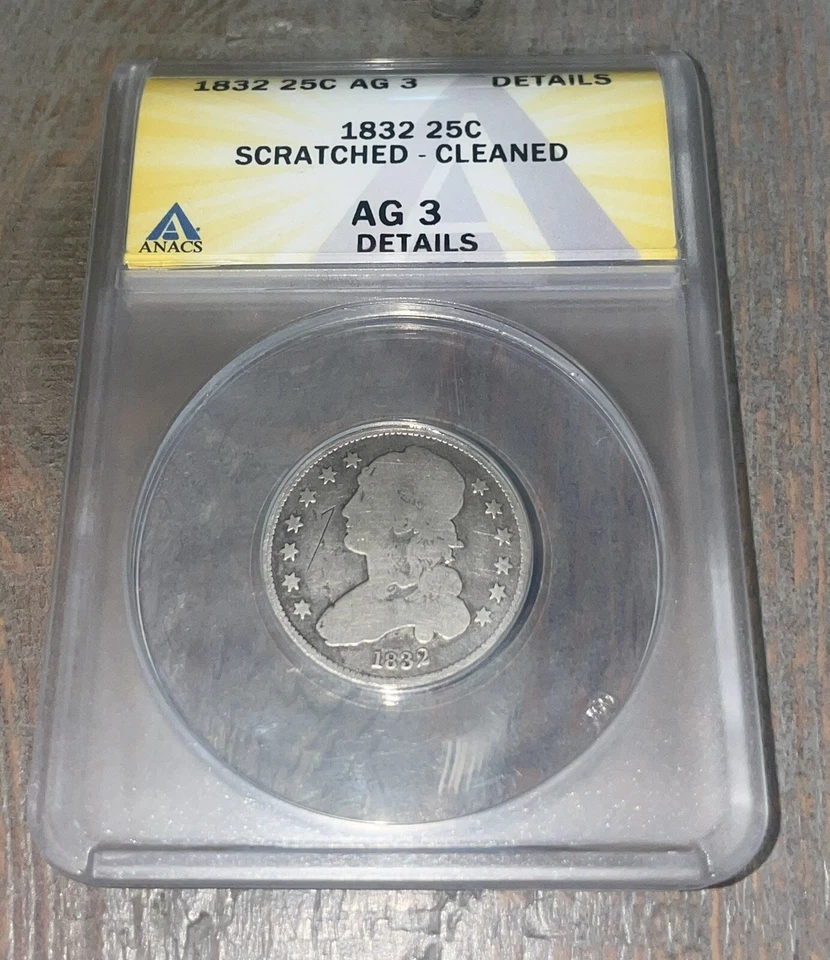 1832 25C AG 3 DETAILS
1832 25C
SCRATCHED - CLEANED
AG 3
DETAILS
ANACS
1832